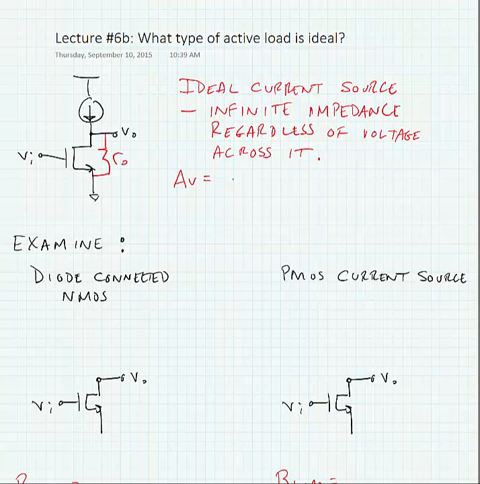 Lecture #6b: What type of active load is ideal?
Thursday, September 10, 2015 10:39 AM
IDEAL CURRENT SOURCE
— INFINITE IMPEDANCE
REGARDLESS OF VOLTAGE
ACROSS IT.
Vo
Vi
ro
Av =
EXAMINE :
DIODE CONNECTED
NMOS
PMOS CURRENT SOURCE
Vo
Vi
Vo
Vi